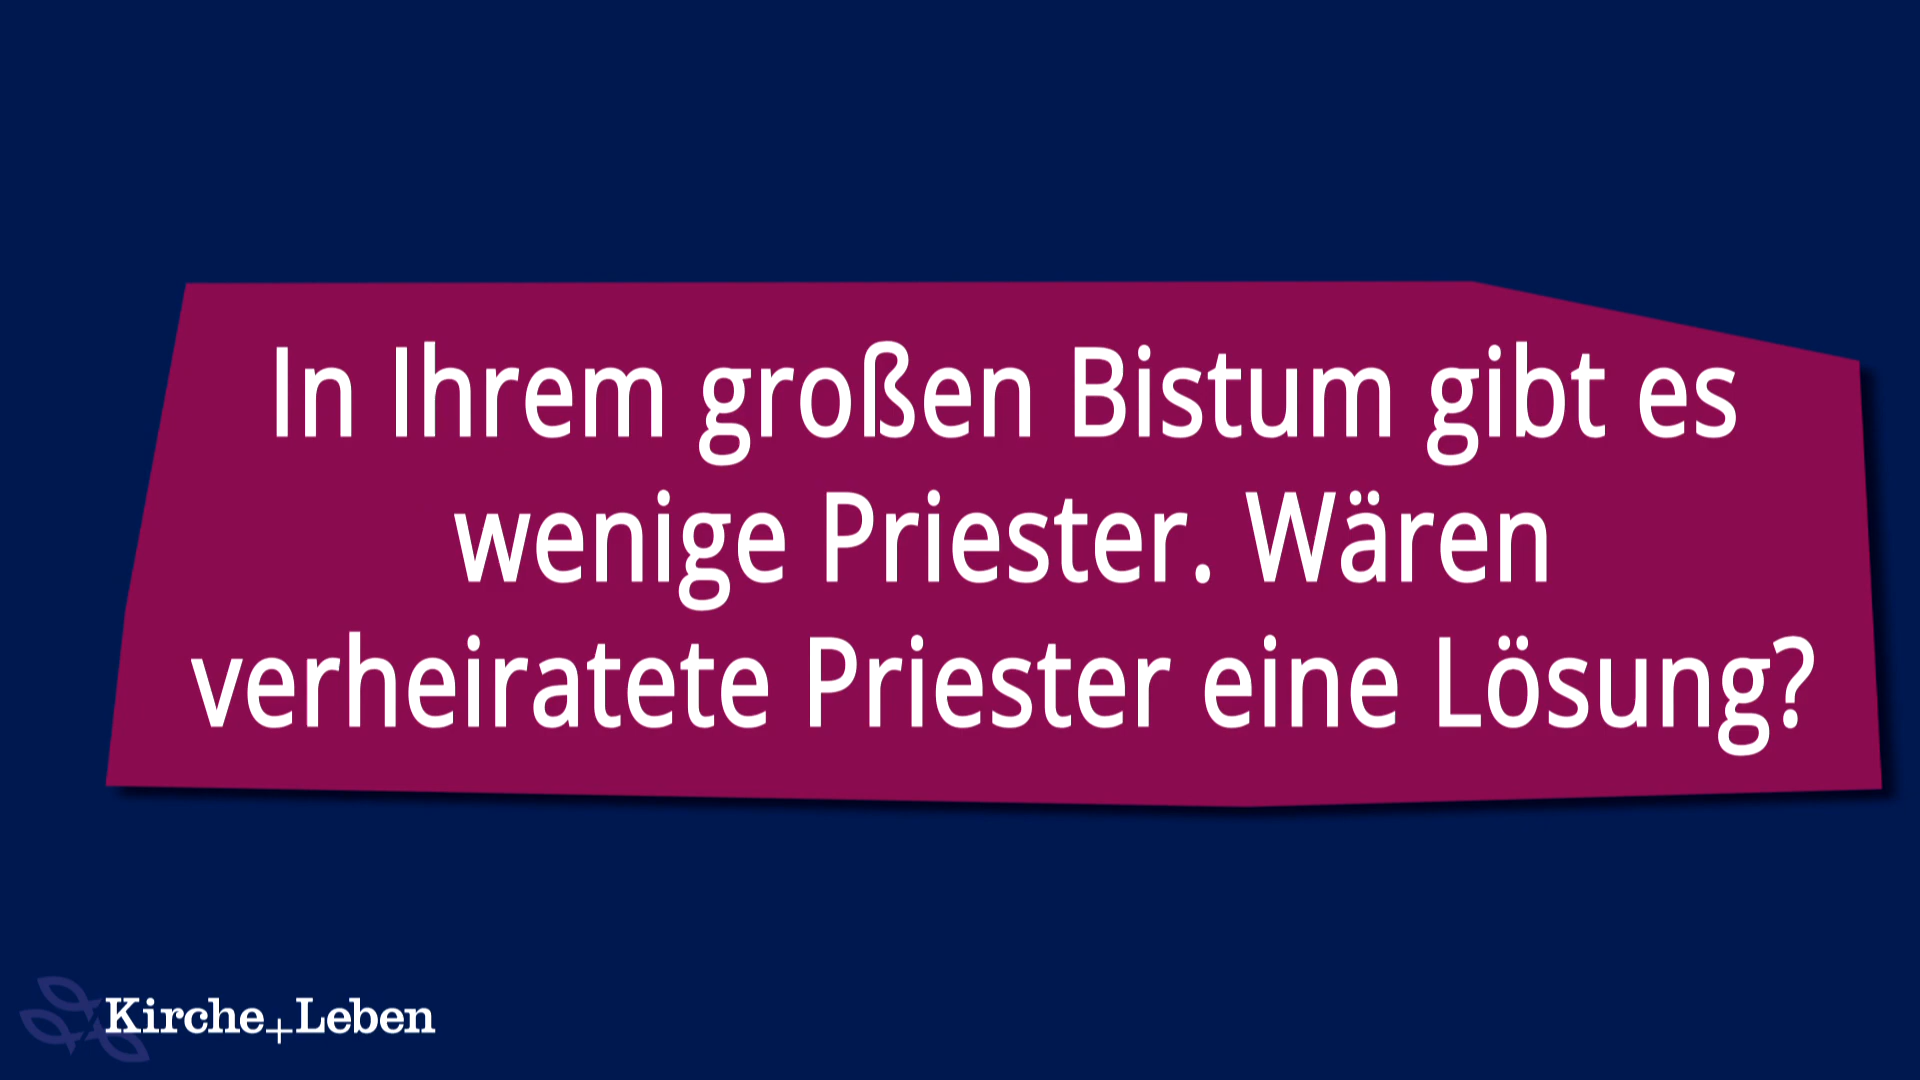 In Ihrem großen Bistum gibt es
wenige Priester. Wären
verheiratete Priester eine Lösung?
Kirche+Leben